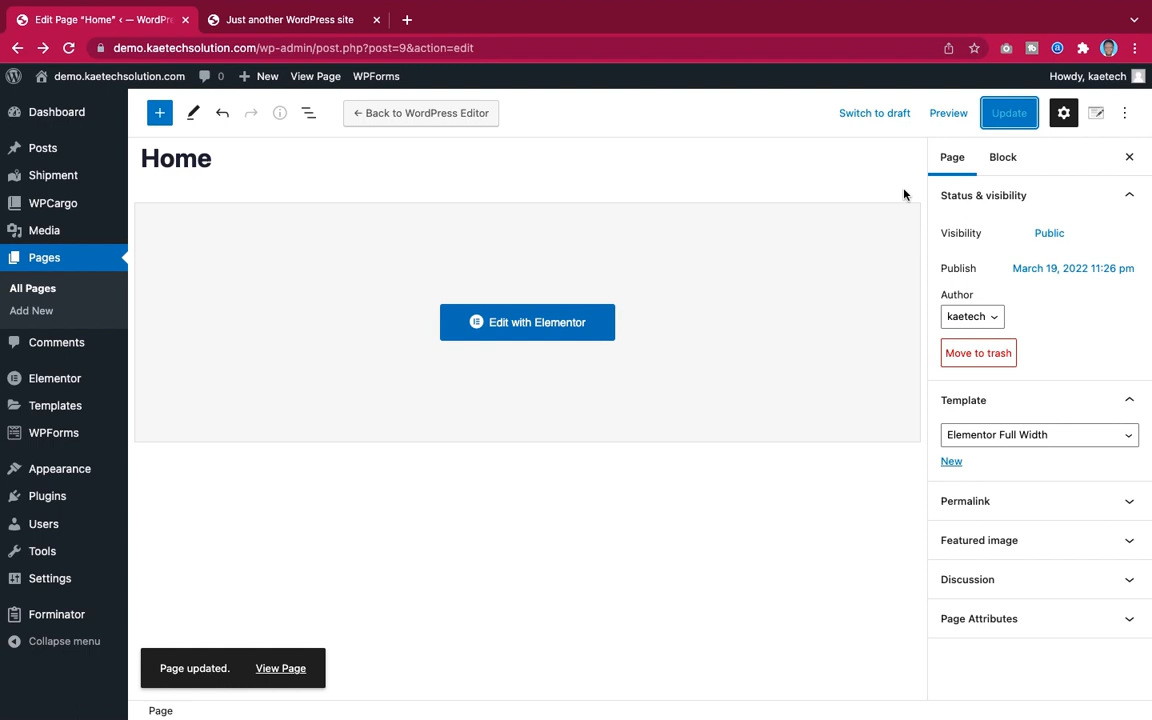 Edit Page “Home” ‹ — WordPr
Just another WordPress site
demo.kaetechsolution.com/wp-admin/post.php?post=9&action=edit
demo.kaetechsolution.com
0
New
View Page
WPForms
Howdy, kaetech
Dashboard
Posts
Shipment
WPCargo
Media
Pages
All Pages
Add New
Comments
Elementor
Templates
WPForms
Appearance
Plugins
Users
Tools
Settings
Forminator
Collapse menu
← Back to WordPress Editor
Switch to draft
Preview
Update
Home
Edit with Elementor
Page updated.
View Page
Page
Page
Block
Status & visibility
Visibility
Public
Publish
March 19, 2022 11:26 pm
Author
kaetech
Move to trash
Template
Elementor Full Width
New
Permalink
Featured image
Discussion
Page Attributes